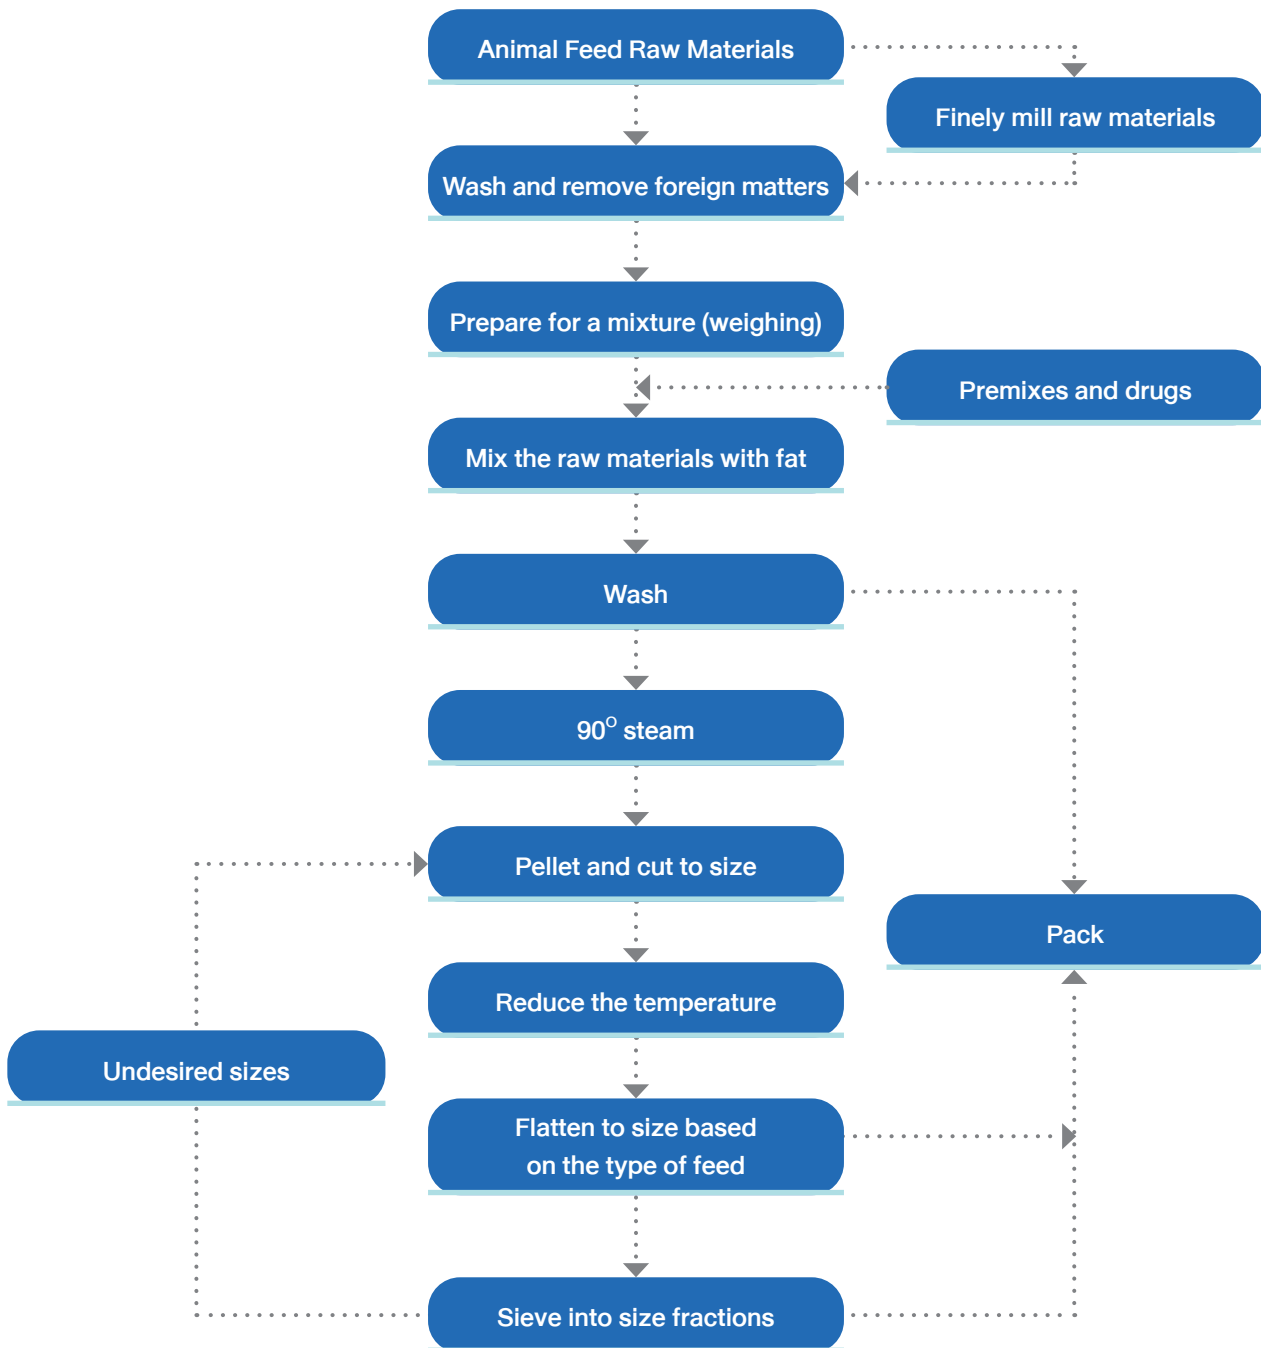 Animal Feed Raw Materials
Finely mill raw materials
Wash and remove foreign matters
Prepare for a mixture (weighing)
Premixes and drugs
Mix the raw materials with fat
Wash
90° steam
Pellet and cut to size
Pack
Reduce the temperature
Undesired sizes
Flatten to size based
on the type of feed
Sieve into size fractions